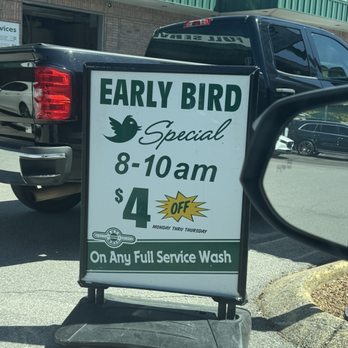 EARLY BIRD
Special
8-10am
$4 OFF
MONDAY THRU THURSDAY
On Any Full Service Wash